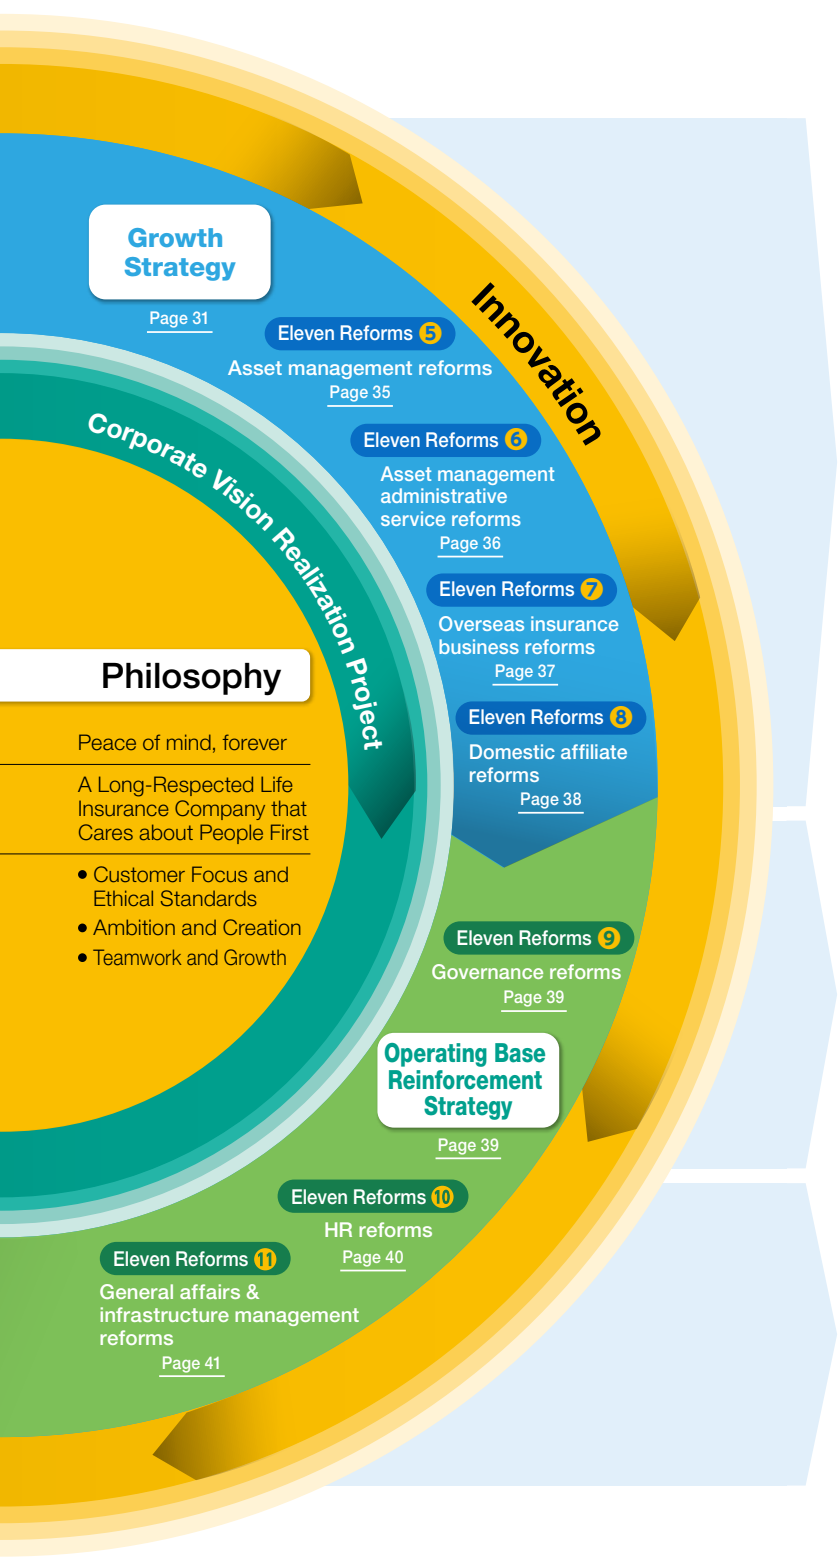 Growth
Strategy
Page 31
Innovation
Eleven Reforms 5
Asset management reforms
Page 35
Eleven Reforms 6
Asset management
administrative
service reforms
Page 36
Eleven Reforms 7
Overseas insurance
business reforms
Page 37
Eleven Reforms 8
Domestic affiliate
reforms
Page 38
Corporate Vision Realization Project
Philosophy
Peace of mind, forever
A Long-Respected Life
Insurance Company that
Cares about People First
• Customer Focus and
Ethical Standards
• Ambition and Creation
• Teamwork and Growth
Eleven Reforms 9
Governance reforms
Page 39
Operating Base
Reinforcement
Strategy
Page 39
Eleven Reforms 10
HR reforms
Page 40
Eleven Reforms 11
General affairs &
infrastructure management
reforms
Page 41